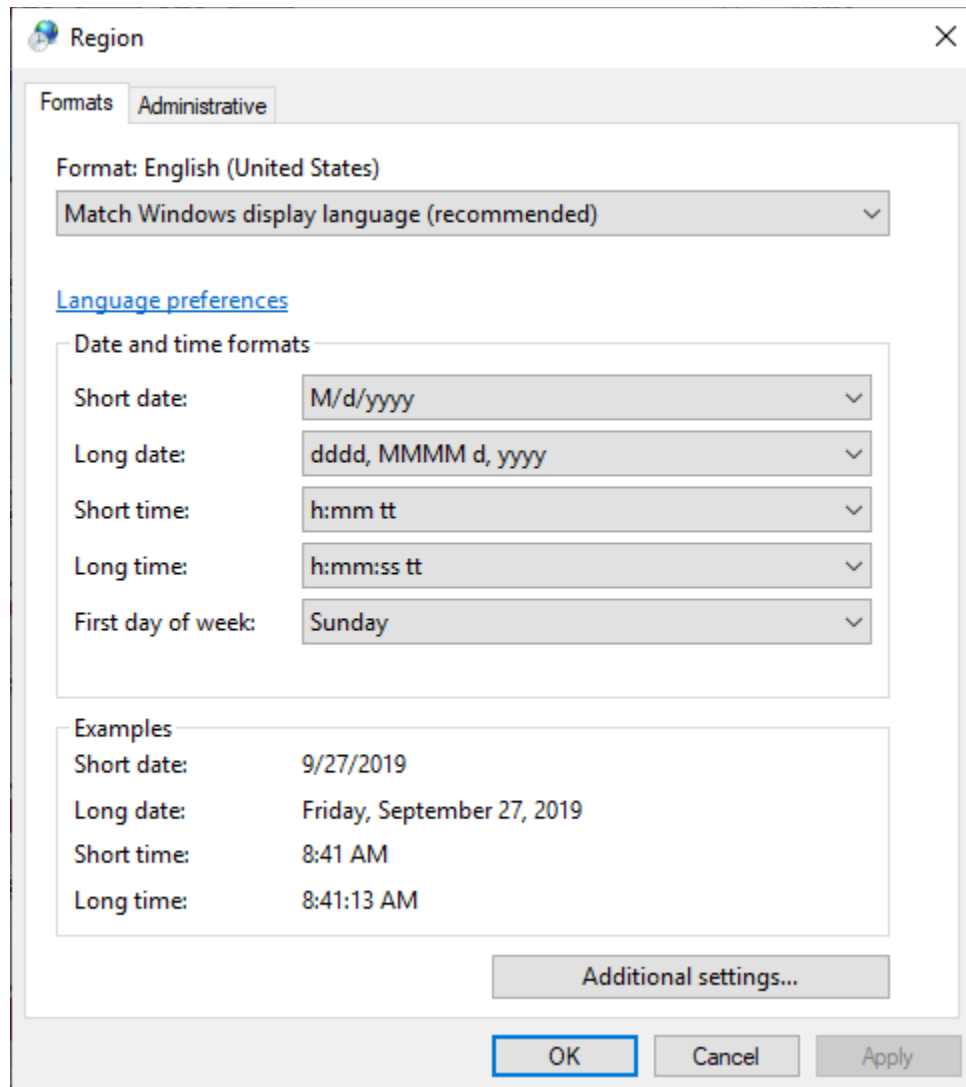 Region
Formats Administrative
Format: English (United States)
Match Windows display language (recommended)
Language preferences
Date and time formats
Short date: M/d/yyyy
Long date: dddd, MMMM d, yyyy
Short time: h:mm tt
Long time: h:mm:ss tt
First day of week: Sunday
Examples
Short date: 9/27/2019
Long date: Friday, September 27, 2019
Short time: 8:41 AM
Long time: 8:41:13 AM
Additional settings...
OK Cancel Apply